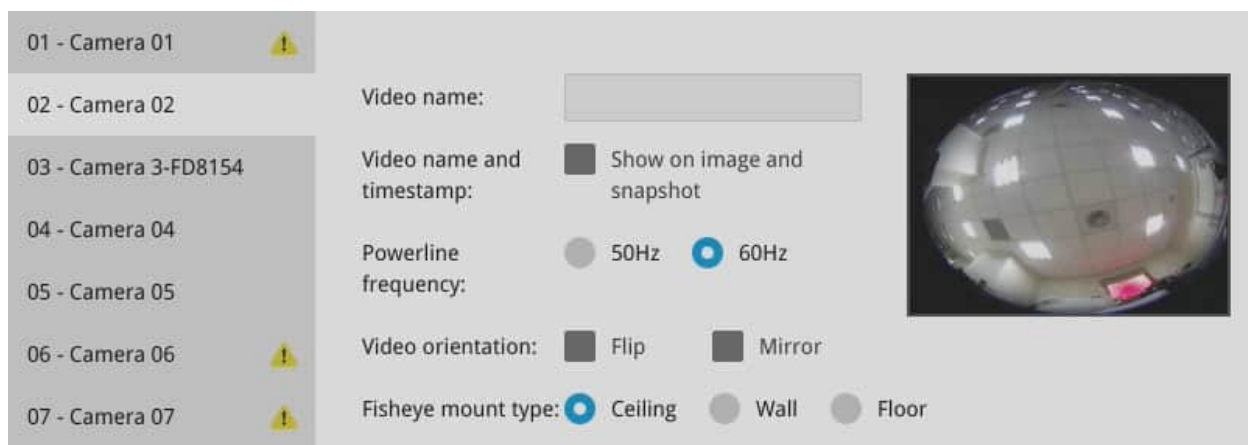 01 - Camera 01
02 - Camera 02
03 - Camera 3-FD8154
04 - Camera 04
05 - Camera 05
06 - Camera 06
07 - Camera 07
Video name:
Video name and
timestamp:
Show on image and
snapshot
Powerline
frequency:
50Hz
60Hz
Video orientation:
Flip
Mirror
Fisheye mount type:
Ceiling
Wall
Floor